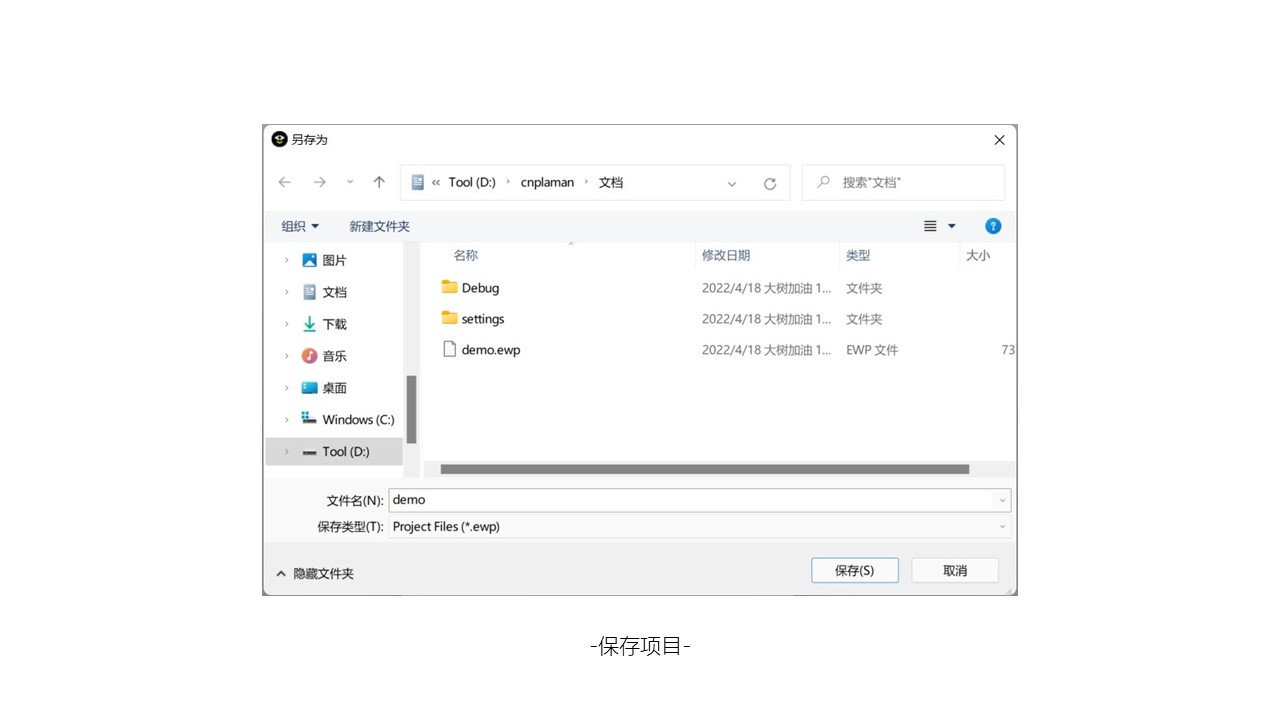 另存为
« Tool (D:) › cnplaman › 文档
搜索"文档"
组织 新建文件夹
名称 修改日期 类型 大小
图片
文档
下载
音乐
桌面
Windows (C:)
Tool (D:)
Debug 2022/4/18 大树加油 1... 文件夹
settings 2022/4/18 大树加油 1... 文件夹
demo.ewp 2022/4/18 大树加油 1... EWP 文件 73
文件名(N): demo
保存类型(T): Project Files (*.ewp)
隐藏文件夹 保存(S) 取消
-保存项目-